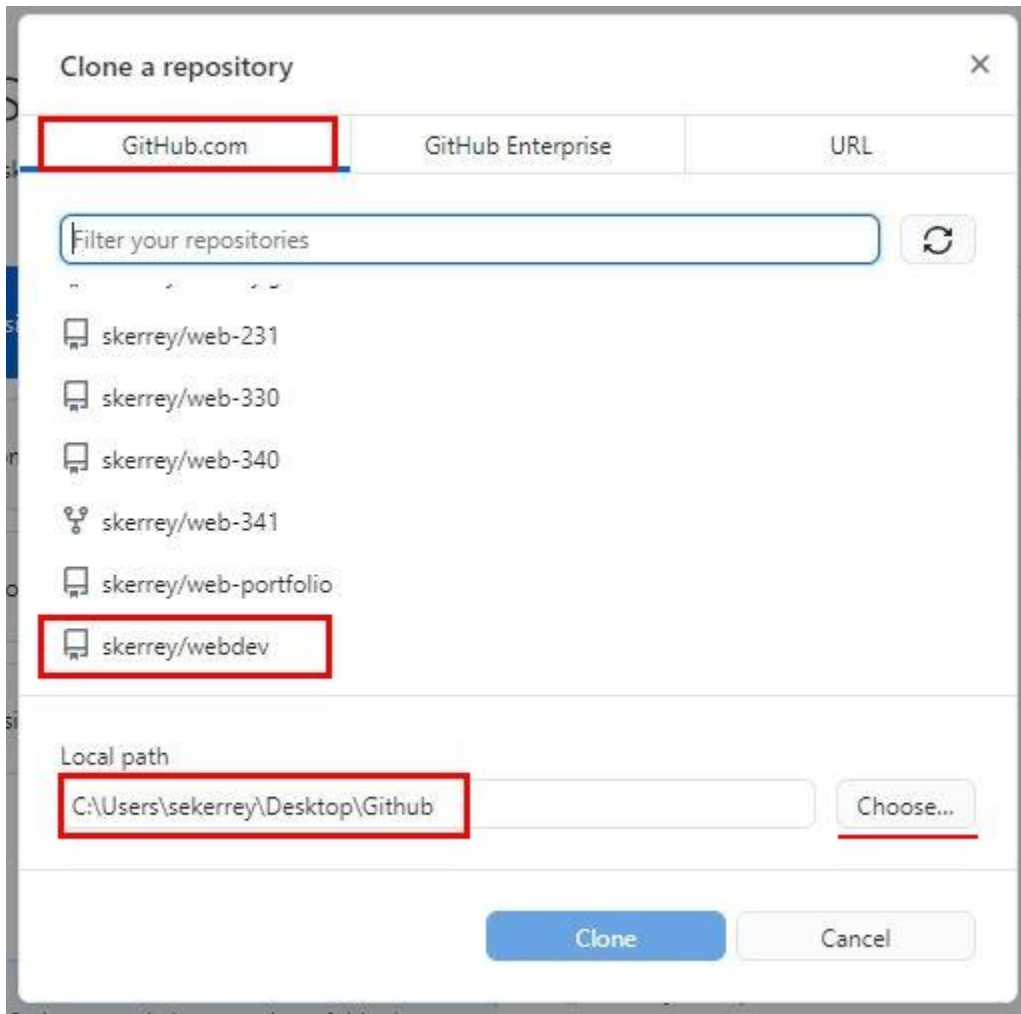 Clone a repository
GitHub.com
GitHub Enterprise
URL
Filter your repositories
skerrey/web-231
skerrey/web-330
skerrey/web-340
skerrey/web-341
skerrey/web-portfolio
skerrey/webdev
Local path
C:\Users\sekerrey\Desktop\Github
Choose...
Clone
Cancel